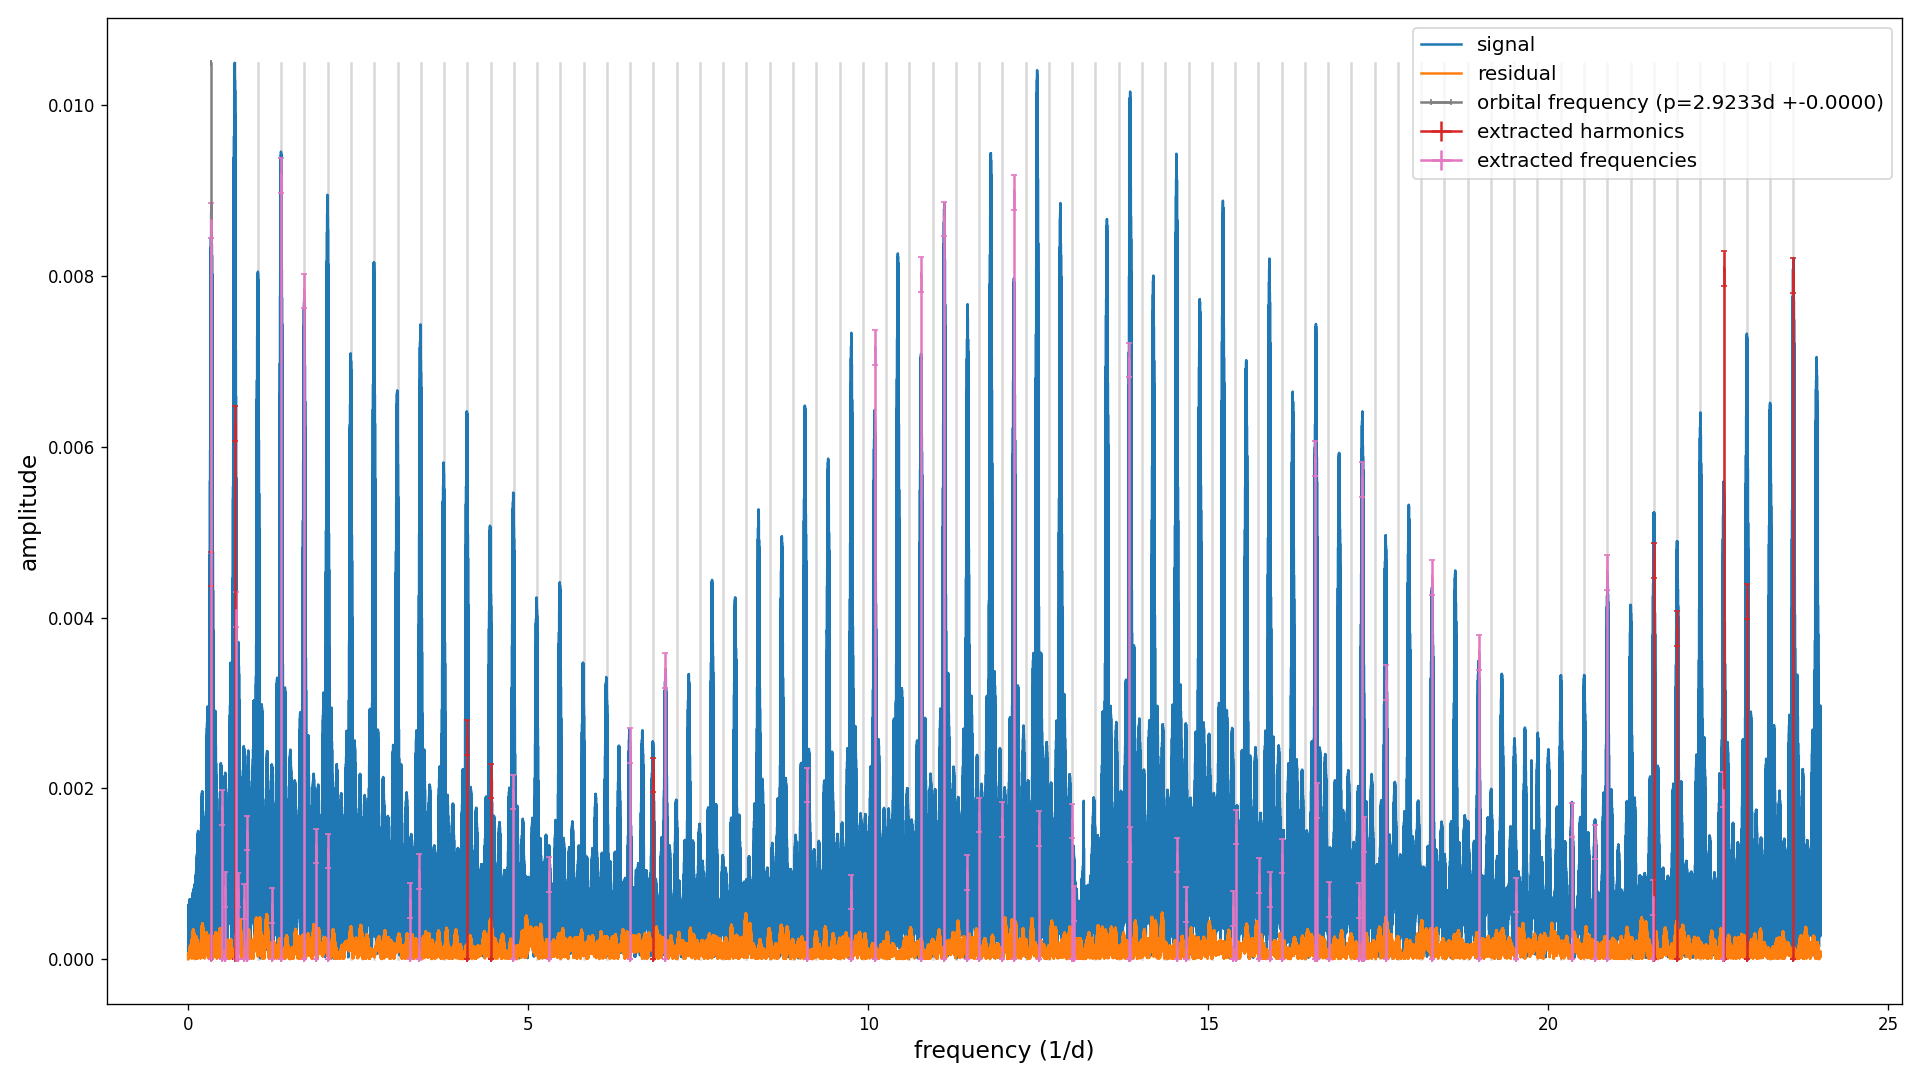 signal
residual
orbital frequency (p=2.9233d +-0.0000)
extracted harmonics
extracted frequencies
0.010
0.008
0.006
0.004
0.002
0.000
amplitude
0 5 10 15 20 25
frequency (1/d)